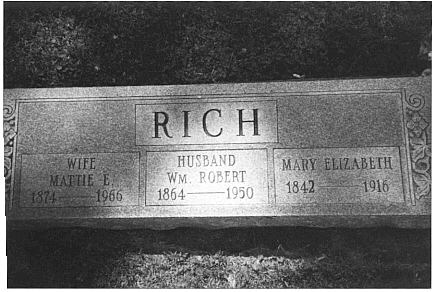 RICH
WIFE
MATTIE E.
1874 — 1966
HUSBAND
WM. ROBERT
1864 — 1950
MARY ELIZABETH
1842 — 1916